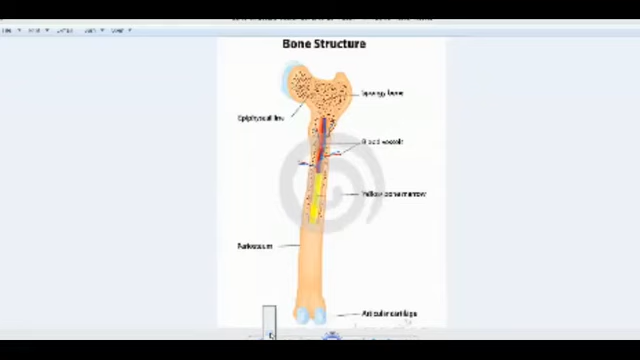 Bone Structure
Spongy bone
Epiphyseal line
Blood vessels
Yellow bone marrow
Periosteum
Articular cartilage